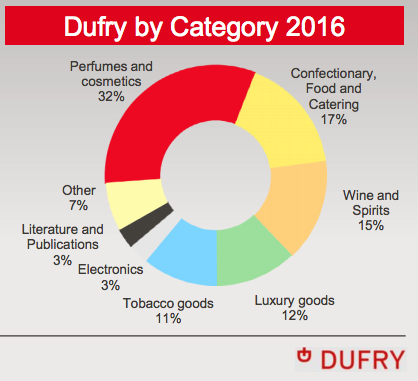 Dufry by Category 2016
Perfumes and
cosmetics
32%
Confectionary,
Food and
Catering
17%
Wine and
Spirits
15%
Luxury goods
12%
Tobacco goods
11%
Electronics
3%
Literature and
Publications
3%
Other
7%
DUFRY